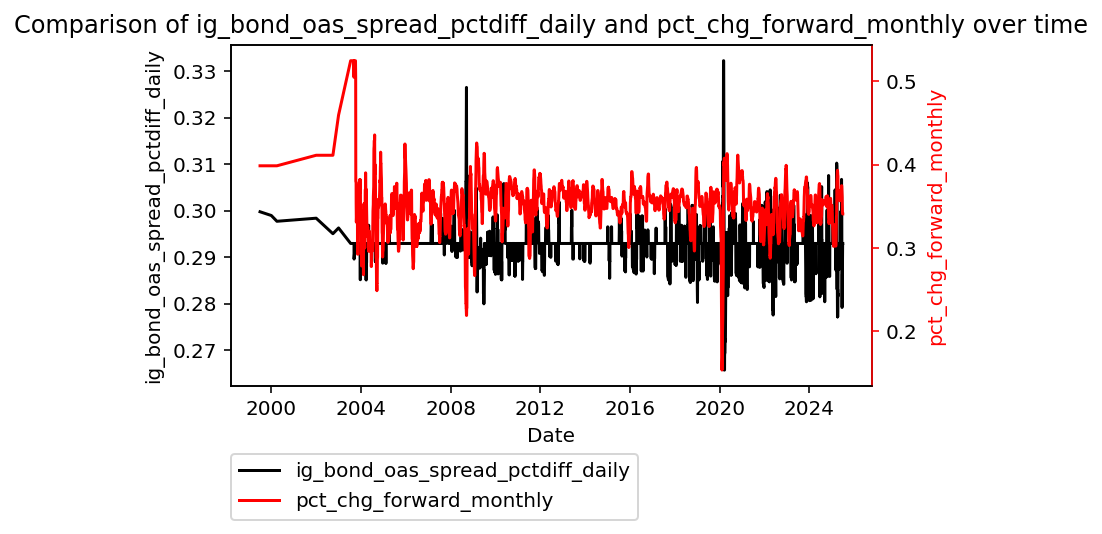 Comparison of ig_bond_oas_spread_pctdiff_daily and pct_chg_forward_monthly over time
ig_bond_oas_spread_pctdiff_daily
0.33
0.32
0.31
0.30
0.29
0.28
0.27
0.5
0.4
0.3
0.2
pct_chg_forward_monthly
2000 2004 2008 2012 2016 2020 2024
Date
ig_bond_oas_spread_pctdiff_daily
pct_chg_forward_monthly